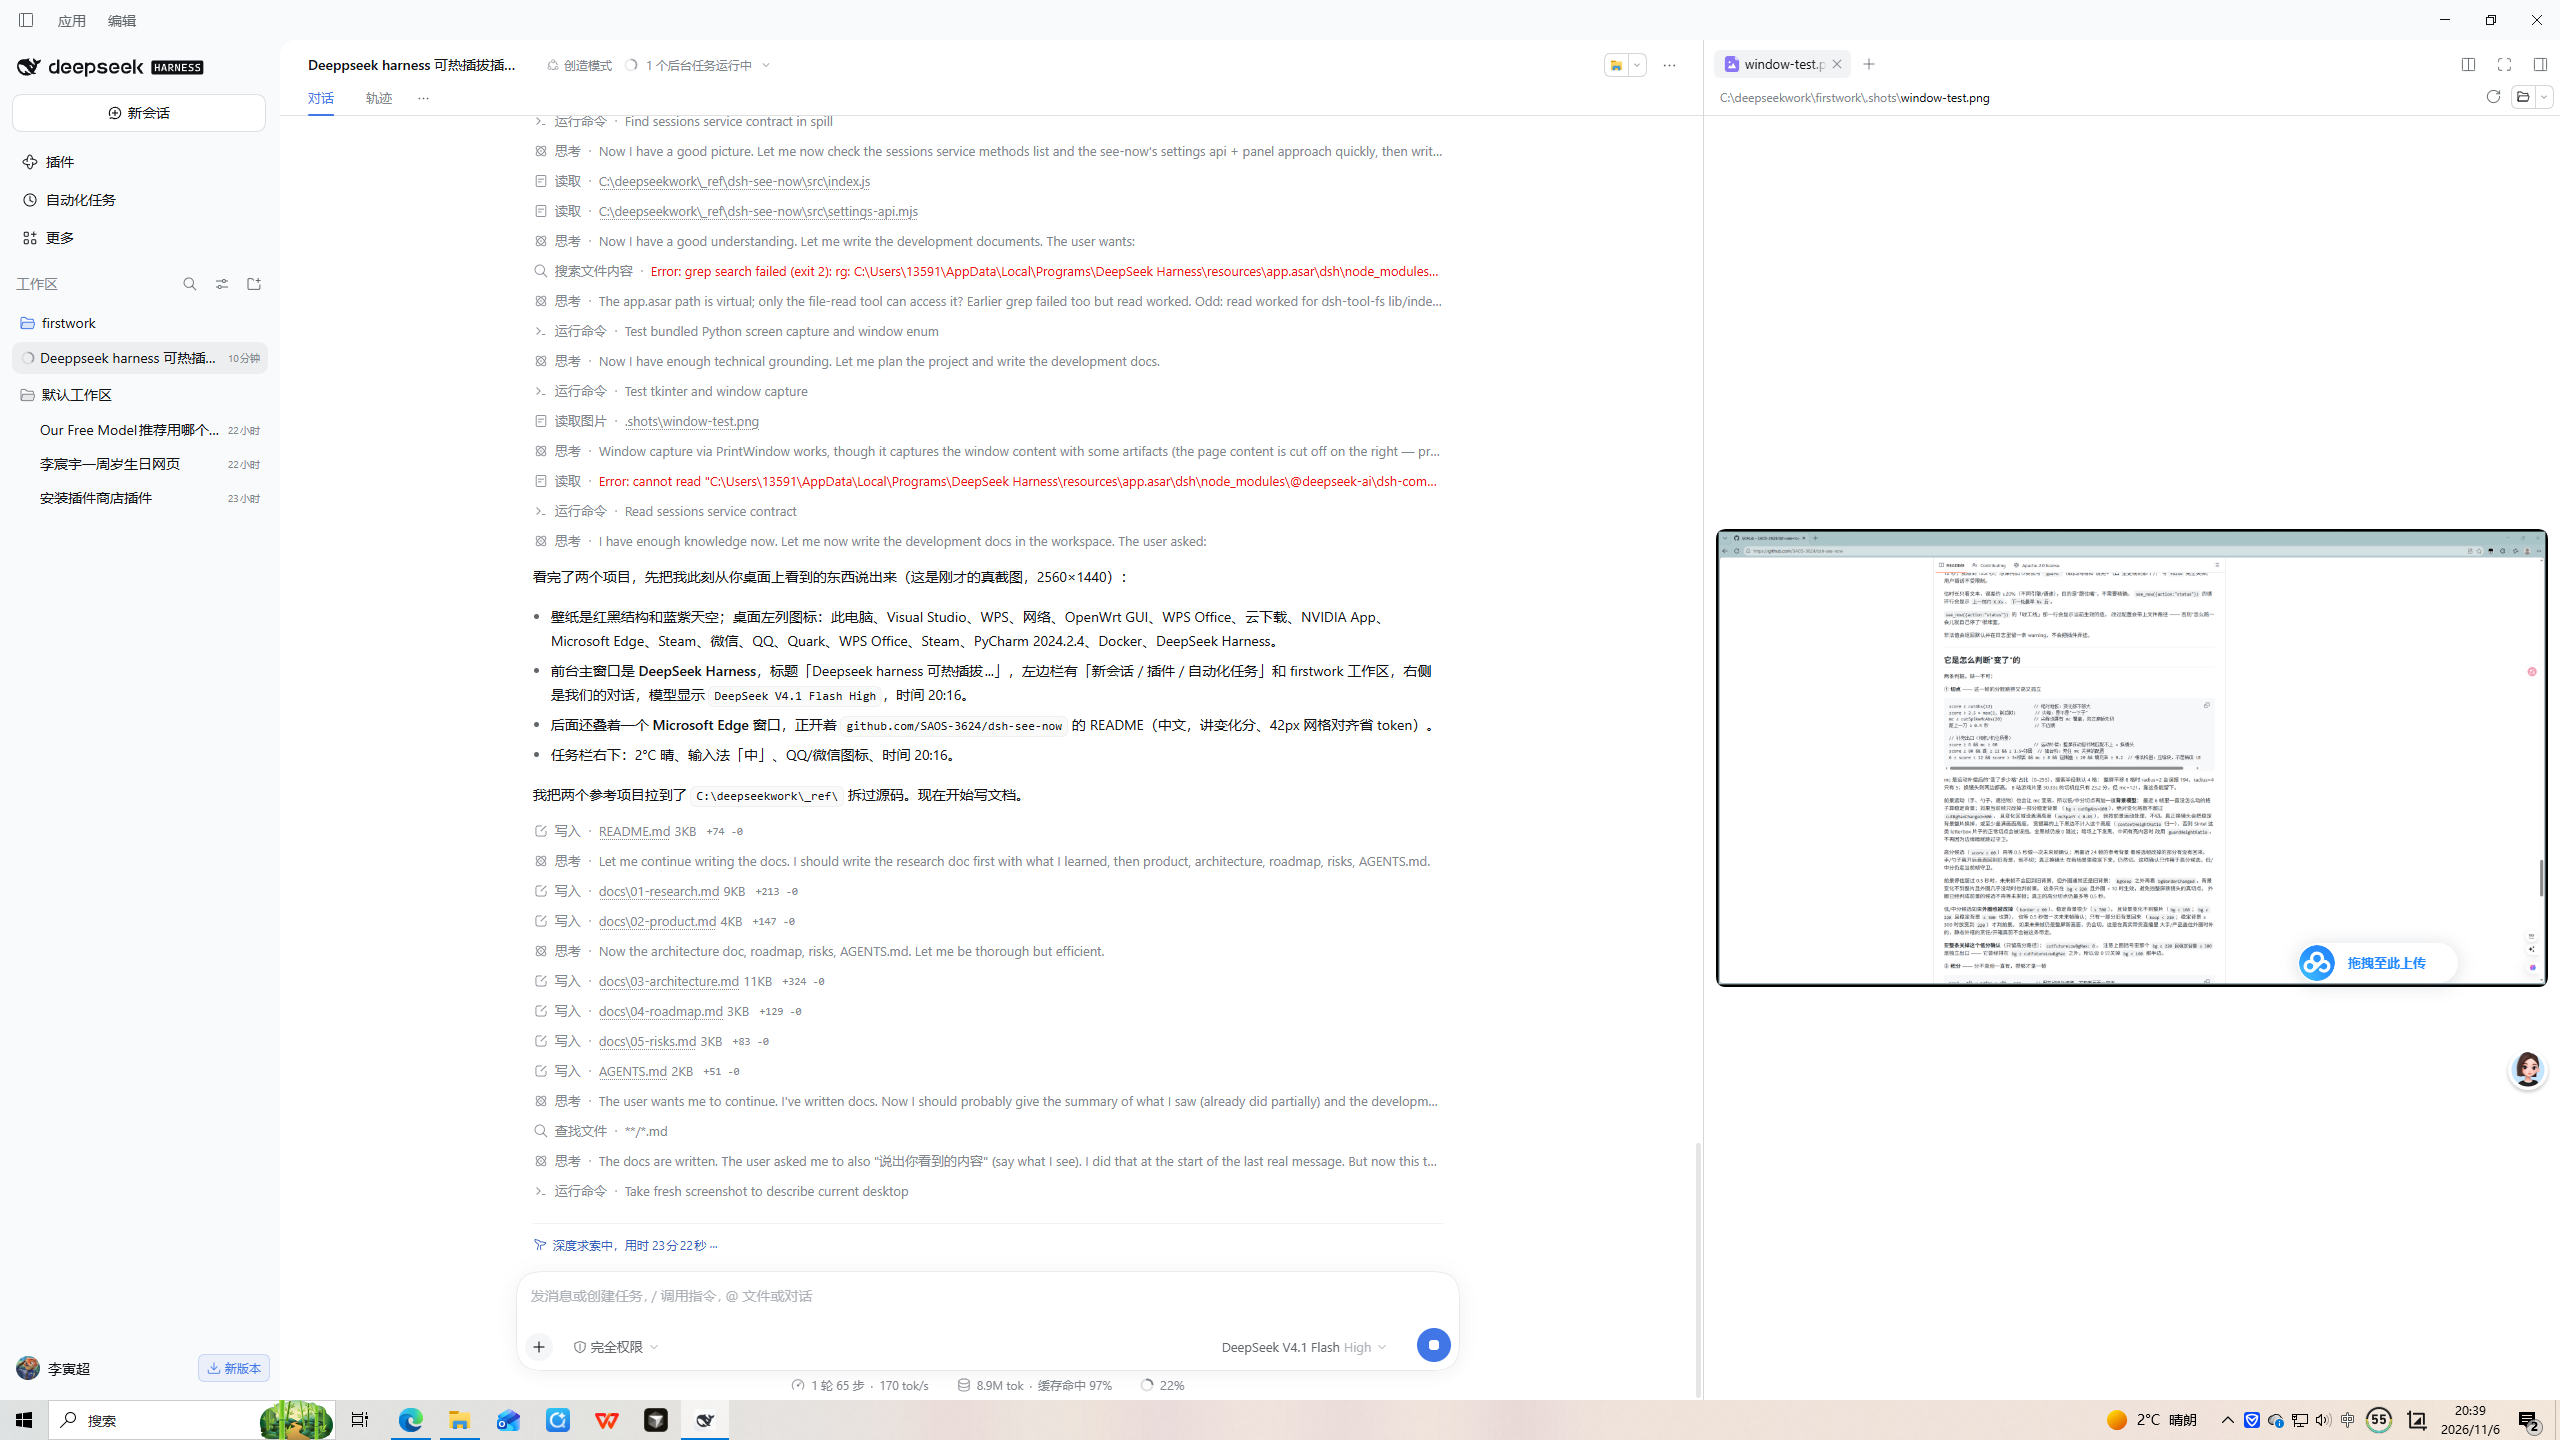 应用 编辑
deepseek HARNESS
新会话
插件
自动化任务
更多
工作区
firstwork
Deeppseek harness 可热插... 10分钟
默认工作区
Our Free Model推荐用哪个... 22小时
李宸宇一周岁生日网页 22小时
安装插件商店插件 23小时
李寅超 新版本
Deeppseek harness 可热插拔插... 创造模式 1 个后台任务运行中
对话 轨迹 ...
运行命令 · Find sessions service contract in spill
思考 · Now I have a good picture. Let me now check the sessions service methods list and the see-now's settings api + panel approach quickly, then writ...
读取 · C:\deepseekwork\_ref\dsh-see-now\src\index.js
读取 · C:\deepseekwork\_ref\dsh-see-now\src\settings-api.mjs
思考 · Now I have a good understanding. Let me write the development documents. The user wants:
搜索文件内容 · Error: grep search failed (exit 2): rg: C:\Users\13591\AppData\Local\Programs\DeepSeek Harness\resources\app.asar\dsh\node_modules...
思考 · The app.asar path is virtual; only the file-read tool can access it? Earlier grep failed too but read worked. Odd: read worked for dsh-tool-fs lib/inde...
运行命令 · Test bundled Python screen capture and window enum
思考 · Now I have enough technical grounding. Let me plan the project and write the development docs.
运行命令 · Test tkinter and window capture
读取图片 · .shots\window-test.png
思考 · Window capture via PrintWindow works, though it captures the window content with some artifacts (the page content is cut off on the right — pr...
读取 · Error: cannot read "C:\Users\13591\AppData\Local\Programs\DeepSeek Harness\resources\app.asar\dsh\node_modules\@deepseek-ai\dsh-com...
运行命令 · Read sessions service contract
思考 · I have enough knowledge now. Let me now write the development docs in the workspace. The user asked:
看完了两个项目，先把我此刻从你桌面上看到的东西说出来（这是刚才的真截图，2560×1440）：
• 壁纸是红黑结构和蓝紫天空；桌面左列图标：此电脑、Visual Studio、WPS、网络、OpenWrt GUI、WPS Office、云下载、NVIDIA App、
Microsoft Edge、Steam、微信、QQ、Quark、WPS Office、Steam、PyCharm 2024.2.4、Docker、DeepSeek Harness。
• 前台主窗口是 DeepSeek Harness，标题「Deepseek harness 可热插拔...」，左边栏有「新会话 / 插件 / 自动化任务」和 firstwork 工作区，右侧
是我们的对话，模型显示 DeepSeek V4.1 Flash High ，时间 20:16。
• 后面还叠着一个 Microsoft Edge 窗口，正开着 github.com/SAOS-3624/dsh-see-now 的 README（中文，讲变化分、42px 网格对齐省 token）。
• 任务栏右下：2°C 晴、输入法「中」、QQ/微信图标、时间 20:16。
我把两个参考项目拉到了 C:\deepseekwork\_ref\ 拆过源码。现在开始写文档。
写入 · README.md 3KB +74 -0
思考 · Let me continue writing the docs. I should write the research doc first with what I learned, then product, architecture, roadmap, risks, AGENTS.md.
写入 · docs\01-research.md 9KB +213 -0
写入 · docs\02-product.md 4KB +147 -0
思考 · Now the architecture doc, roadmap, risks, AGENTS.md. Let me be thorough but efficient.
写入 · docs\03-architecture.md 11KB +324 -0
写入 · docs\04-roadmap.md 3KB +129 -0
写入 · docs\05-risks.md 3KB +83 -0
写入 · AGENTS.md 2KB +51 -0
思考 · The user wants me to continue. I've written docs. Now I should probably give the summary of what I saw (already did partially) and the developm...
查找文件 · **/*.md
思考 · The docs are written. The user asked me to also "说出你看到的内容" (say what I see). I did that at the start of the last real message. But now this t...
运行命令 · Take fresh screenshot to describe current desktop
深度求索中，用时 23分22秒 ...
发消息或创建任务, / 调用指令, @ 文件或对话
完全权限 DeepSeek V4.1 Flash High
1 轮 65 步 · 170 tok/s 8.9M tok · 缓存命中 97% 22%
window-test.p
C:\deepseekwork\firstwork\.shots\window-test.png
它是怎么判断"变了"的
拖拽至此上传
搜索
2°C 晴朗
中
55
20:39
2026/11/6
2